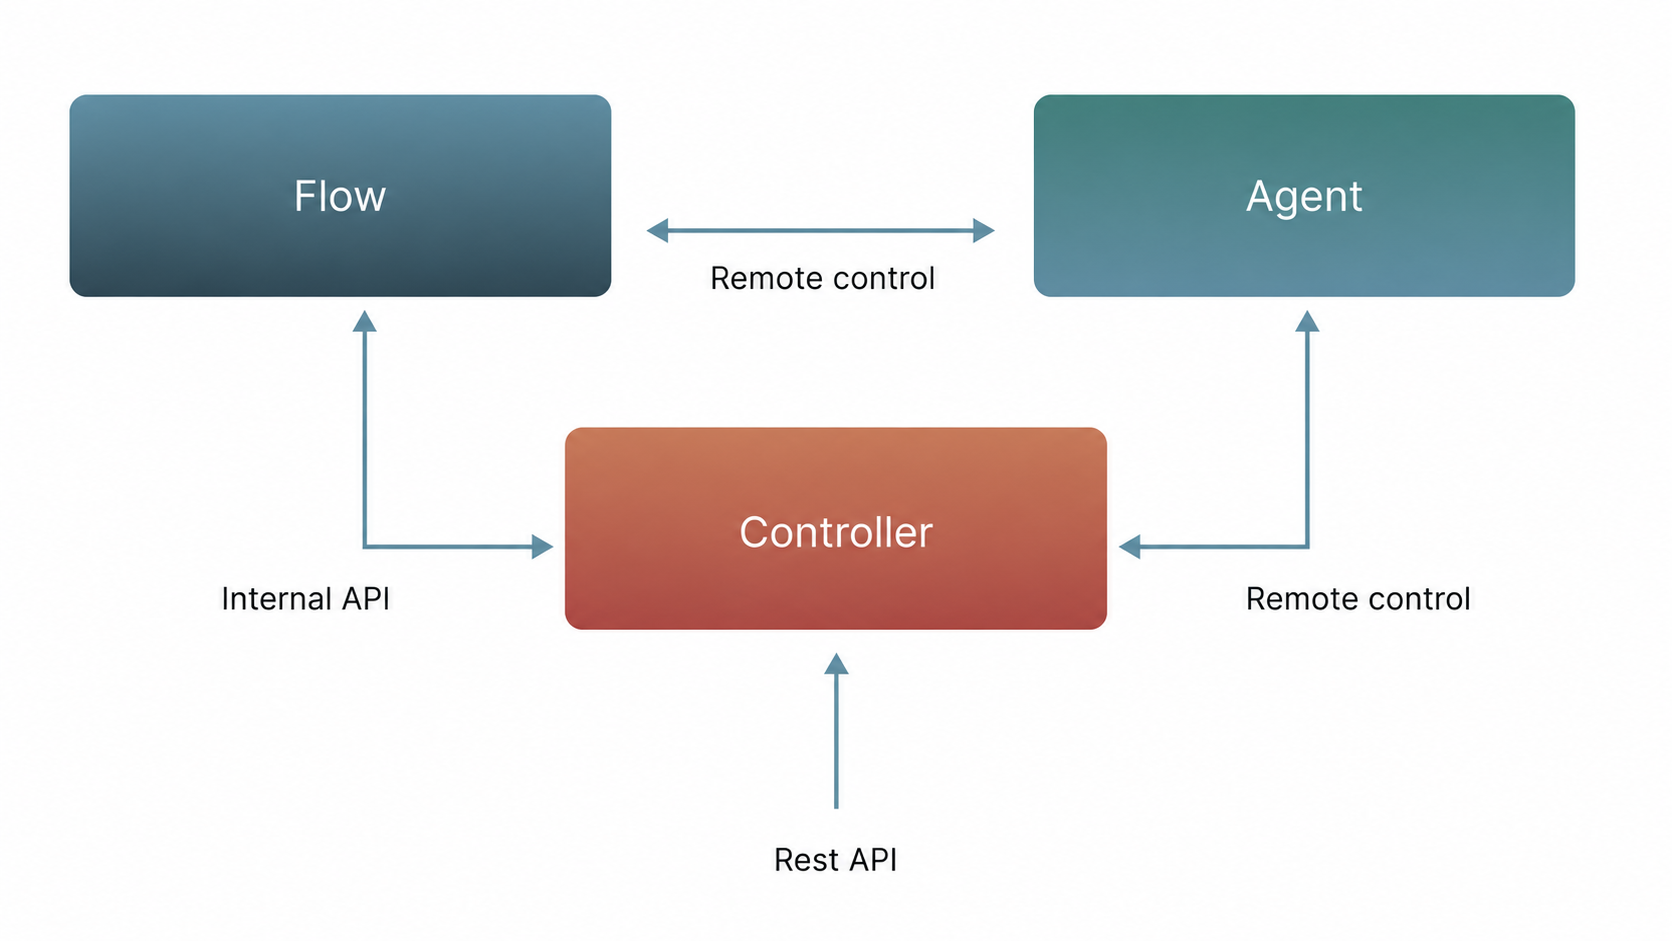 Flow
Agent
Remote control
Controller
Internal API
Remote control
Rest API